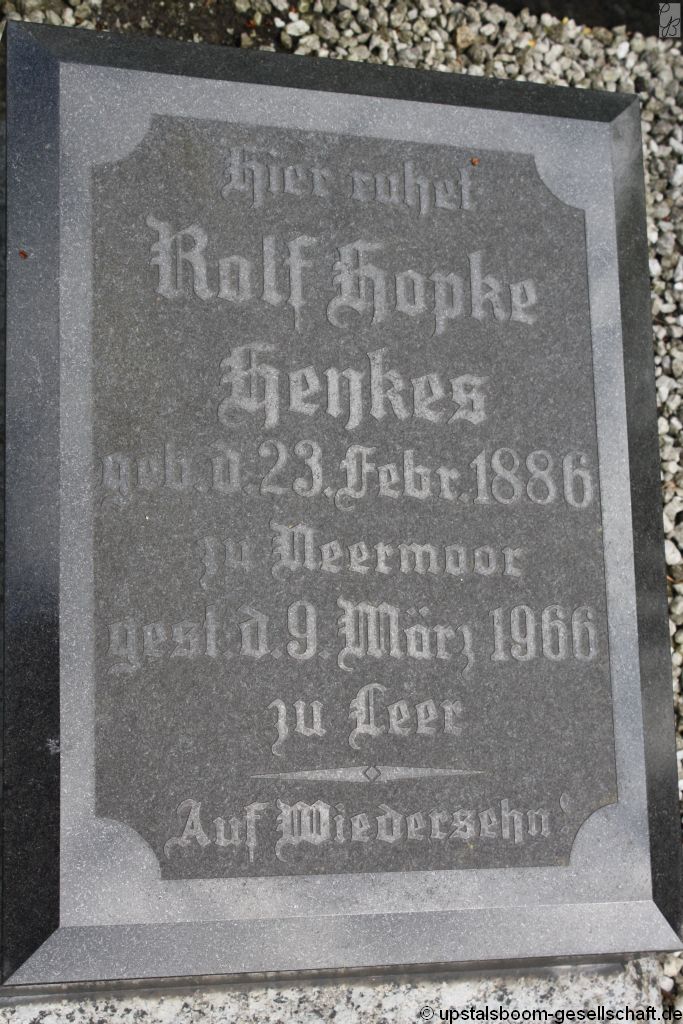 Hier ruhet
Rolf Hopke
Heykes
geb. d. 23. Febr. 1886
zu Neermoor
gest. d. 9. März 1966
zu Leer
Auf Wiedersehn!
© upstalsboom-gesellschaft.de